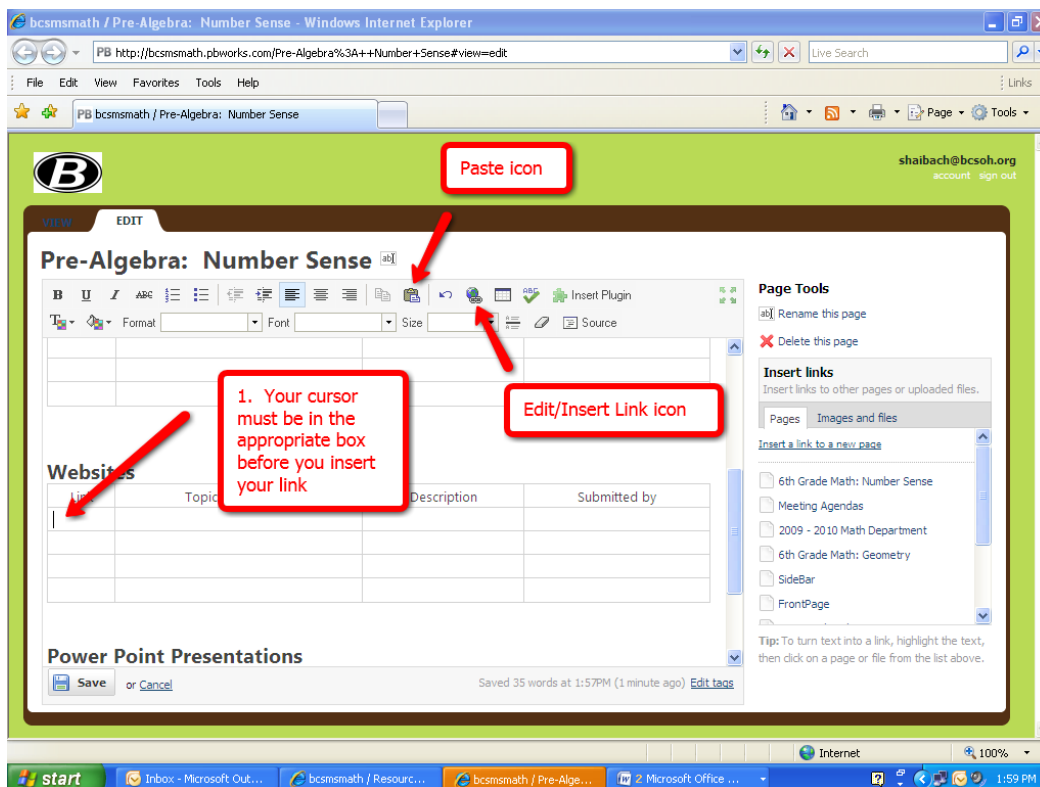 bcsmsmath / Pre-Algebra:  Number Sense - Windows Internet Explorer
PB http://bcsmsmath.pbworks.com/Pre-Algebra%3A++Number+Sense#view=edit
Live Search
File Edit View Favorites Tools Help
Links
PB bcsmsmath / Pre-Algebra: Number Sense
Page Tools
B
Paste icon
shaibach@bcsoh.org
account sign out
VIEW EDIT
Pre-Algebra:  Number Sense
B U I ABC Insert Plugin
Format Font Size Source
1. Your cursor
must be in the
appropriate box
before you insert
your link
Edit/Insert Link icon
Websites
Link Topic Description Submitted by
Power Point Presentations
Save or Cancel
Saved 35 words at 1:57PM (1 minute ago) Edit tags
Page Tools
Rename this page
Delete this page
Insert links
Insert links to other pages or uploaded files.
Pages Images and files
Insert a link to a new page
6th Grade Math: Number Sense
Meeting Agendas
2009 - 2010 Math Department
6th Grade Math: Geometry
SideBar
FrontPage
Tip: To turn text into a link, highlight the text,
then click on a page or file from the list above.
Internet 100%
start Inbox - Microsoft Out... bcsmsmath / Resourc... bcsmsmath / Pre-Alge... 2 Microsoft Office ... 1:59 PM